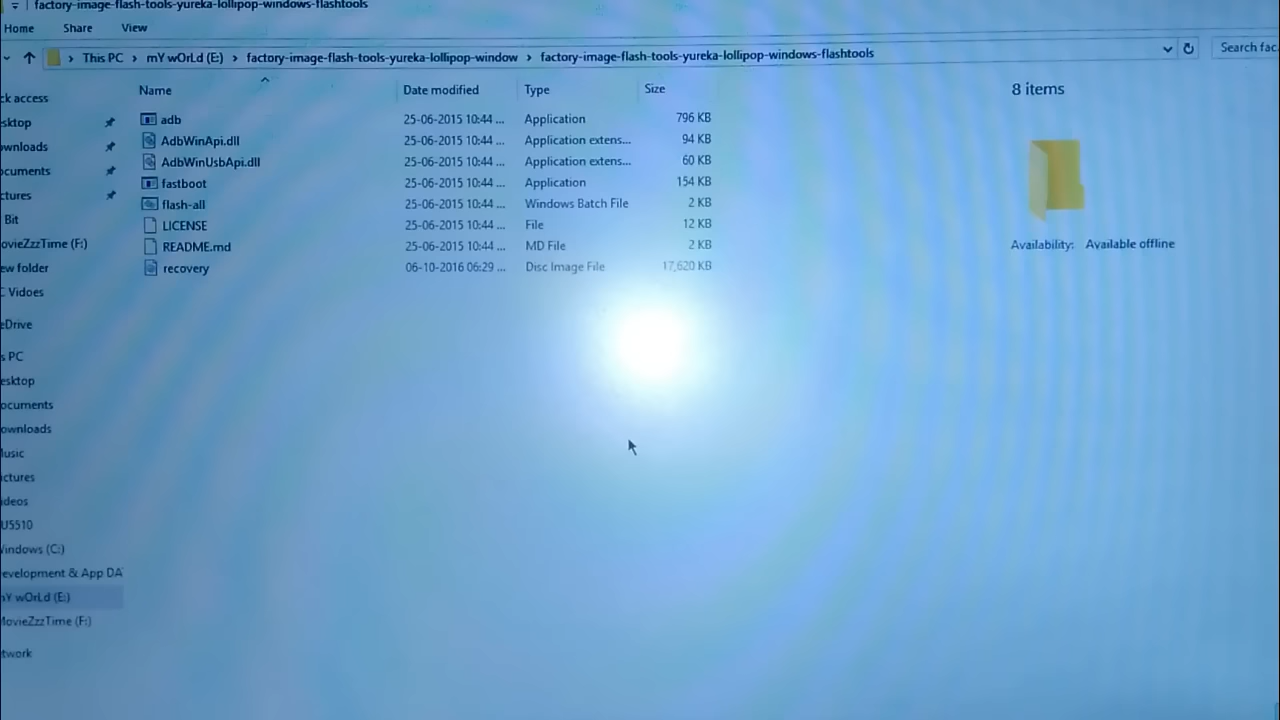 factory-image-flash-tools-yureka-lollipop-windows-flashtools
Home Share View
This PC > mY wOrLd (E:) > factory-image-flash-tools-yureka-lollipop-window > factory-image-flash-tools-yureka-lollipop-windows-flashtools
Search fac
Name Date modified Type Size
8 items
adb 25-06-2015 10:44 ... Application 796 KB
AdbWinApi.dll 25-06-2015 10:44 ... Application extens... 94 KB
AdbWinUsbApi.dll 25-06-2015 10:44 ... Application extens... 60 KB
fastboot 25-06-2015 10:44 ... Application 154 KB
flash-all 25-06-2015 10:44 ... Windows Batch File 2 KB
LICENSE 25-06-2015 10:44 ... File 12 KB
README.md 25-06-2015 10:44 ... MD File 2 KB
recovery 06-10-2016 06:29 ... Disc Image File 17,620 KB
Availability: Available offline
ck access
sktop
wnloads
cuments
ctures
Bit
ovieZzzTime (F:)
ew folder
Vidoes
eDrive
s PC
esktop
ocuments
ownloads
usic
ictures
ideos
U5510
indows (C:)
evelopment & App DA
Y wOrLd (E:)
ovieZzzTime (F:)
twork